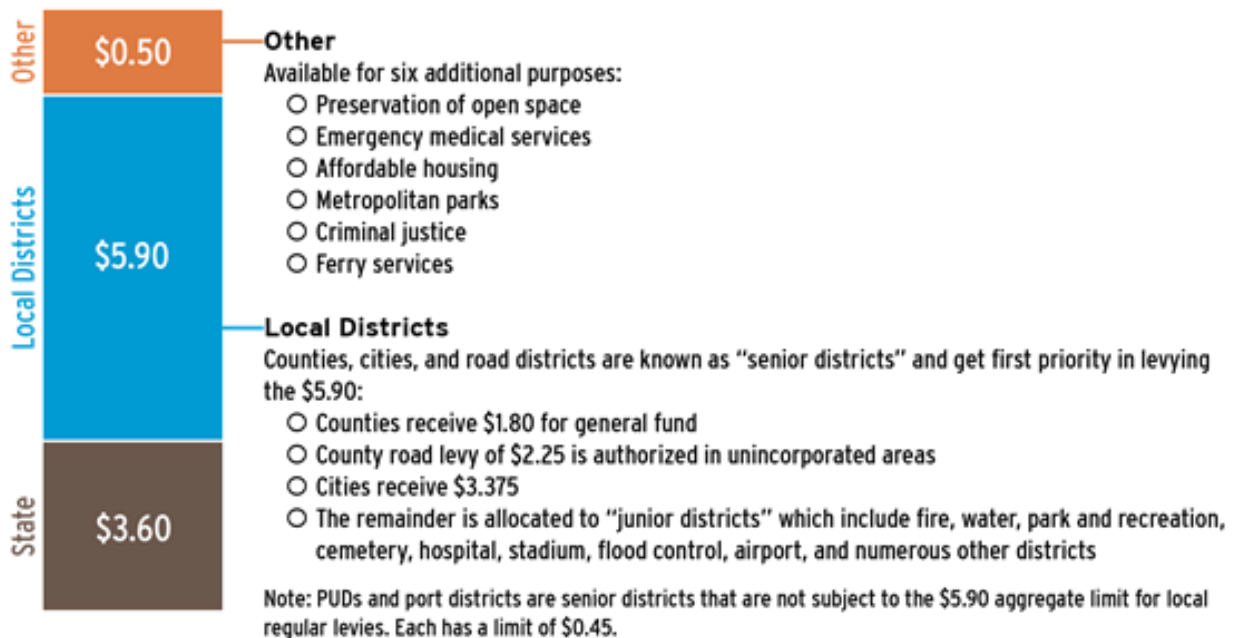 Other
$0.50
Local Districts
$5.90
State
$3.60
Other
Available for six additional purposes:
Preservation of open space
Emergency medical services
Affordable housing
Metropolitan parks
Criminal justice
Ferry services
Local Districts
Counties, cities, and road districts are known as “senior districts” and get first priority in levying
the $5.90:
Counties receive $1.80 for general fund
County road levy of $2.25 is authorized in unincorporated areas
Cities receive $3.375
The remainder is allocated to “junior districts” which include fire, water, park and recreation,
cemetery, hospital, stadium, flood control, airport, and numerous other districts
Note: PUDs and port districts are senior districts that are not subject to the $5.90 aggregate limit for local
regular levies. Each has a limit of $0.45.